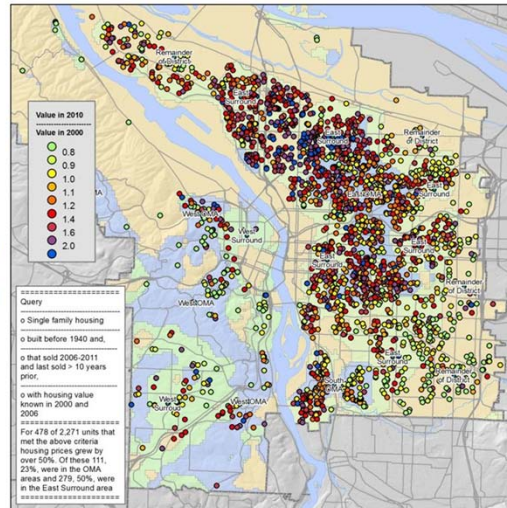 Remainder
of District
East
Surround
East
Surround
Remainder
of District
East
Surround
West OMA
West
Surround
East
Surround
East
Surround
West OMA
Remainder
of District
Remainder
of District
South
West
Surround
West OMA
Value in 2010
------------------
Value in 2000
0.8
0.9
1.0
1.1
1.2
1.4
1.6
2.0
====================
Query
------------------------------
o Single family housing
------------------------------
o built before 1940 and,
------------------------------
o that sold 2006-2011
and last sold > 10 years
prior,
------------------------------
o with housing value
known in 2000 and
2006
------------------------------
For 478 of 2,271 units that
met the above criteria
housing prices grew by
over 50%. Of these 111,
23%, were in the OMA
areas and 279, 50%, were
in the East Surround area
====================